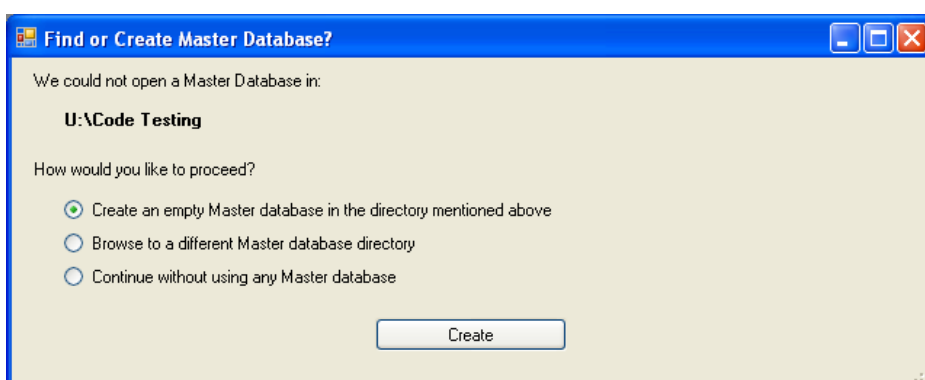 Find or Create Master Database?
We could not open a Master Database in:
U:\Code Testing
How would you like to proceed?
Create an empty Master database in the directory mentioned above
Browse to a different Master database directory
Continue without using any Master database
Create